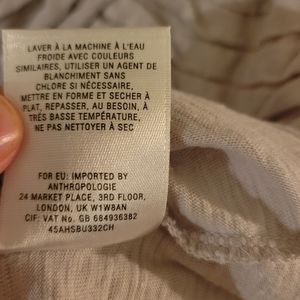 LAVER À LA MACHINE À L'EAU
FROIDE AVEC COULEURS
SIMILAIRES, UTILISER UN AGENT DE
BLANCHIMENT SANS
CHLORE SI NÉCESSAIRE,
METTRE EN FORME ET SÉCHER À
PLAT, REPASSER, AU BESOIN, À
TRÈS BASSE TEMPÉRATURE,
NE PAS NETTOYER À SEC
FOR EU: IMPORTED BY
ANTHROPOLOGIE
24 MARKET PLACE, 3RD FLOOR,
LONDON, UK W1W8AN
CIF: VAT No. GB 684936382
45AHSBU332CH